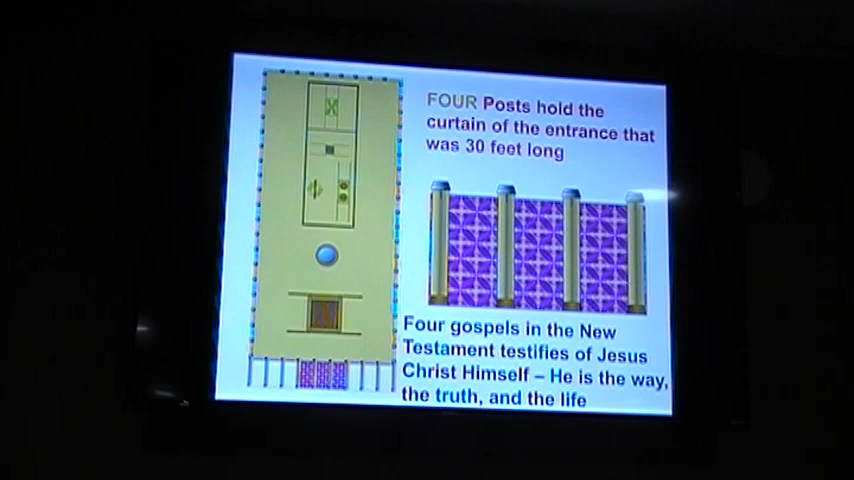 FOUR Posts hold the
curtain of the entrance that
was 30 feet long
Four gospels in the New
Testament testifies of Jesus
Christ Himself – He is the way,
the truth, and the life